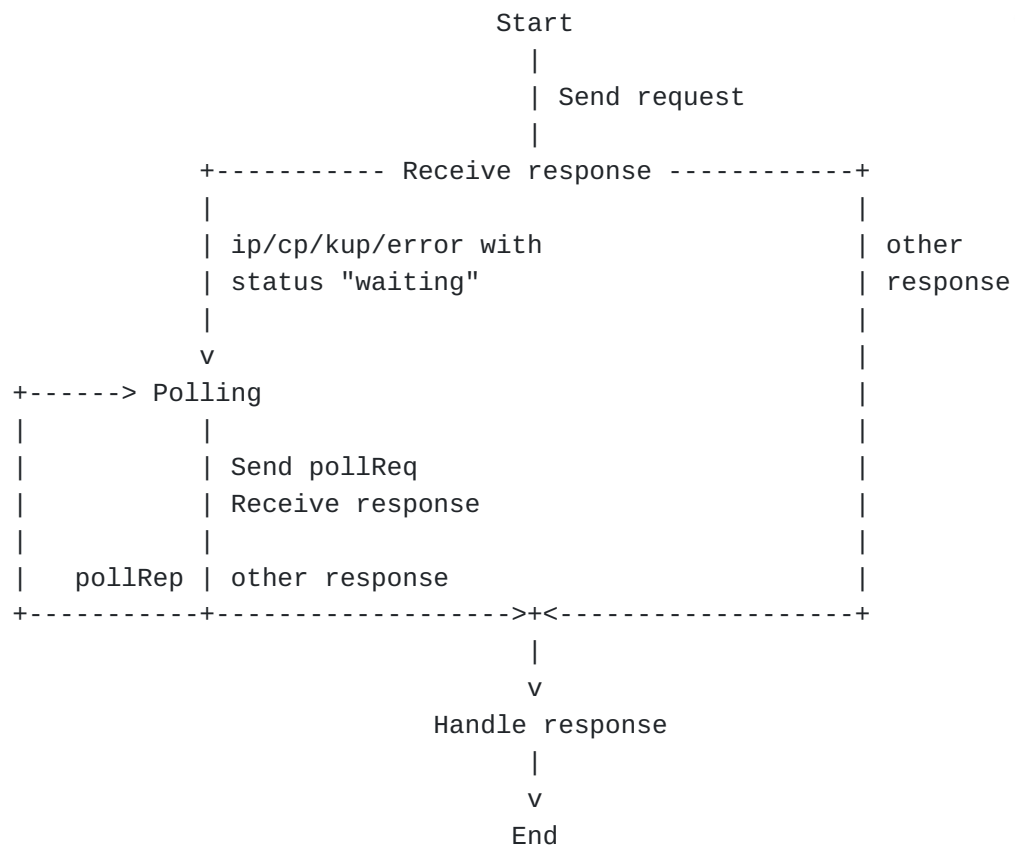 Start
Send request
Receive response
ip/cp/kup/error with other
status "waiting" response
v
Polling
Send pollReq
Receive response
pollRep other response
v
Handle response
v
End